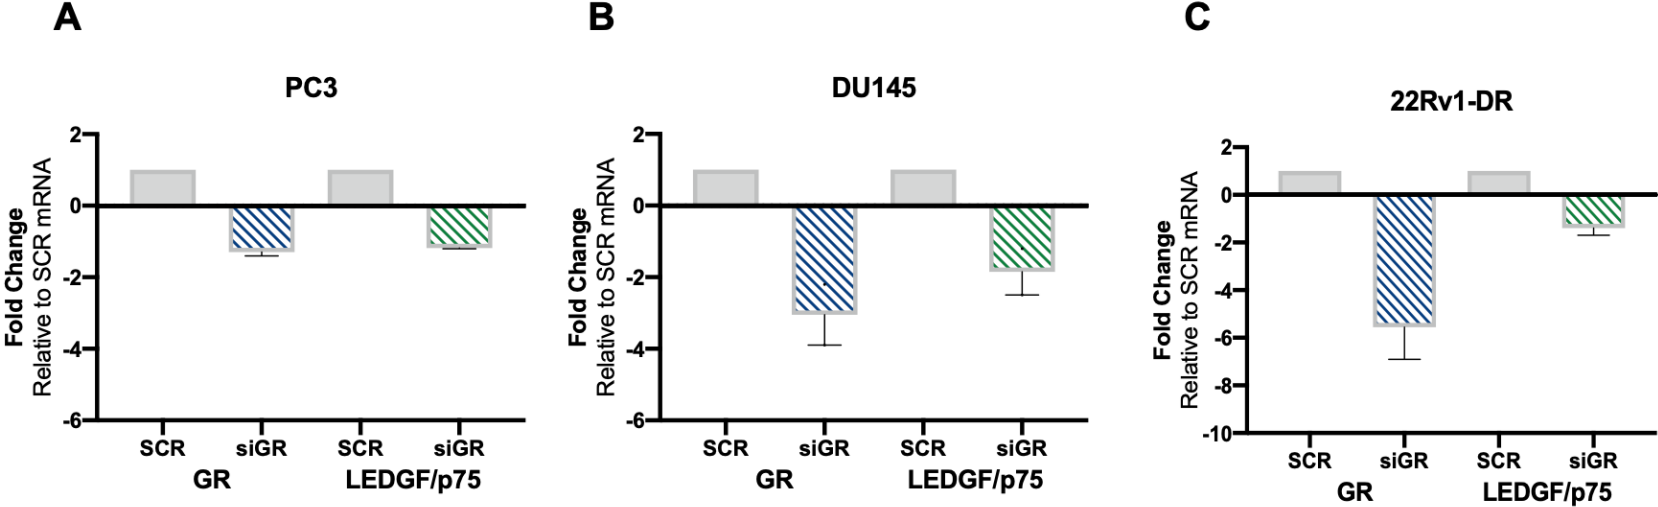 A
PC3
Fold Change
Relative to SCR mRNA
2
0
-2
-4
-6
SCR
siGR
SCR
siGR
GR
LEDGF/p75
B
DU145
Fold Change
Relative to SCR mRNA
2
0
-2
-4
-6
SCR
siGR
SCR
siGR
GR
LEDGF/p75
C
22Rv1-DR
Fold Change
Relative to SCR mRNA
2
0
-2
-4
-6
-8
-10
SCR
siGR
SCR
siGR
GR
LEDGF/p75